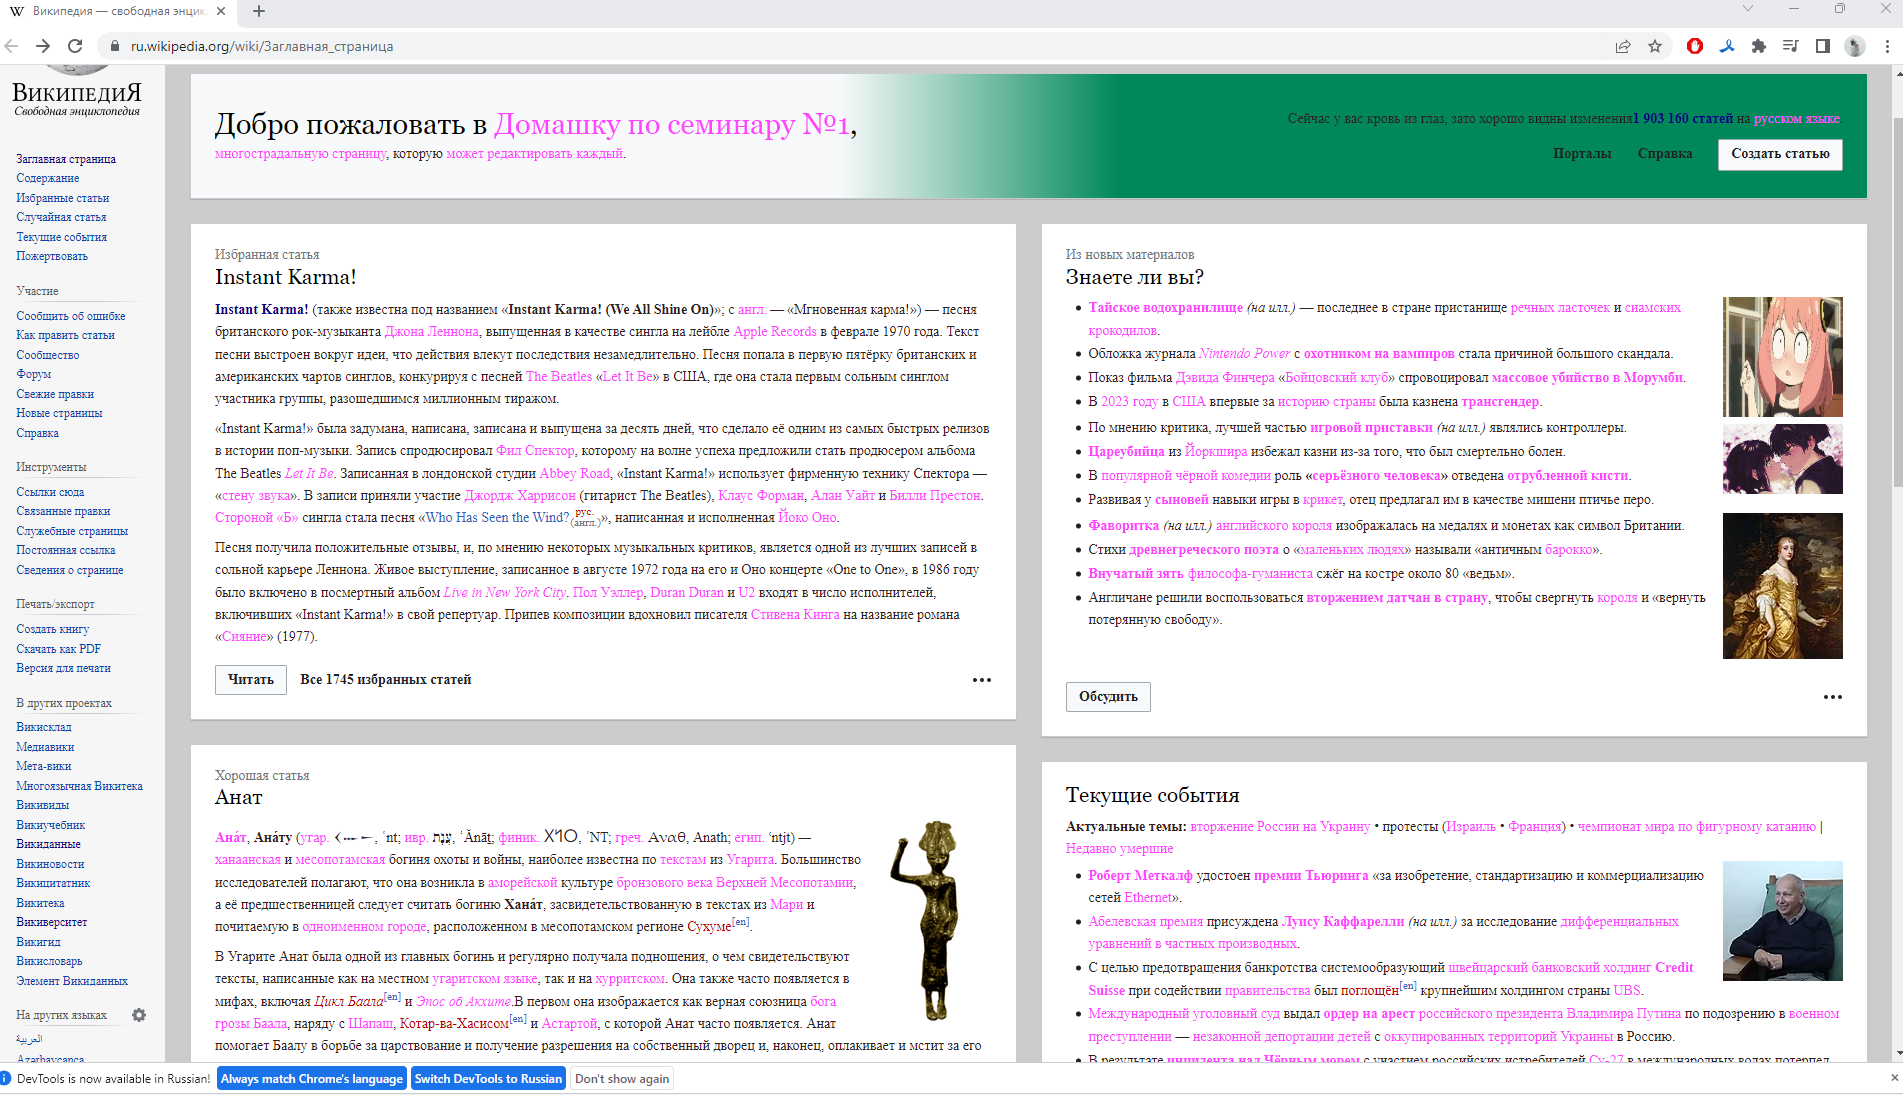 Википедия — свободная энцик
ru.wikipedia.org/wiki/Заглавная_страница
ВИКИПЕДИЯ
Свободная энциклопедия
Заглавная страница
Содержание
Избранные статьи
Случайная статья
Текущие события
Пожертвовать
Участие
Сообщить об ошибке
Как править статьи
Сообщество
Форум
Свежие правки
Новые страницы
Справка
Инструменты
Ссылки сюда
Связанные правки
Служебные страницы
Постоянная ссылка
Сведения о странице
Печать/экспорт
Создать книгу
Скачать как PDF
Версия для печати
В других проектах
Викисклад
Медиавики
Мета-вики
Многоязычная Викитека
Викивиды
Викиучебник
Викиданные
Викиновости
Викицитатник
Викитека
Викиверситет
Викигид
Викисловарь
Элемент Викиданных
На других языках
العربية
Azərbaycanca
Добро пожаловать в Домашку по семинару №1,
многострадальную страницу, которую может редактировать каждый.
Сейчас у вас кровь из глаз, зато хорошо видны изменения1 903 160 статей на русском языке
Порталы Справка Создать статью
Избранная статья
Instant Karma!
Instant Karma! (также известна под названием «Instant Karma! (We All Shine On)»; с англ. — «Мгновенная карма!») — песня
британского рок-музыканта Джона Леннона, выпущенная в качестве сингла на лейбле Apple Records в феврале 1970 года. Текст
песни выстроен вокруг идеи, что действия влекут последствия незамедлительно. Песня попала в первую пятёрку британских и
американских чартов синглов, конкурируя с песней The Beatles «Let It Be» в США, где она стала первым сольным синглом
участника группы, разошедшимся миллионным тиражом.
«Instant Karma!» была задумана, написана, записана и выпущена за десять дней, что сделало её одним из самых быстрых релизов
в истории поп-музыки. Запись спродюсировал Фил Спектор, которому на волне успеха предложили стать продюсером альбома
The Beatles Let It Be. Записанная в лондонской студии Abbey Road, «Instant Karma!» использует фирменную технику Спектора —
«стену звука». В записи приняли участие Джордж Харрисон (гитарист The Beatles), Клаус Форман, Алан Уайт и Билли Престон.
Стороной «Б» сингла стала песня «Who Has Seen the Wind? рус. (англ.)», написанная и исполненная Йоко Оно.
Песня получила положительные отзывы, и, по мнению некоторых музыкальных критиков, является одной из лучших записей в
сольной карьере Леннона. Живое выступление, записанное в августе 1972 года на его и Оно концерте «One to One», в 1986 году
было включено в посмертный альбом Live in New York City. Пол Уэллер, Duran Duran и U2 входят в число исполнителей,
включивших «Instant Karma!» в свой репертуар. Припев композиции вдохновил писателя Стивена Кинга на название романа
«Сияние» (1977).
Читать Все 1745 избранных статей
Из новых материалов
Знаете ли вы?
Тайское водохранилище (на илл.) — последнее в стране пристанище речных ласточек и сиамских
крокодилов.
Обложка журнала Nintendo Power с охотником на вампиров стала причиной большого скандала.
Показ фильма Дэвида Финчера «Бойцовский клуб» спровоцировал массовое убийство в Морумби.
В 2023 году в США впервые за историю страны была казнена трансгендер.
По мнению критика, лучшей частью игровой приставки (на илл.) являлись контроллеры.
Цареубийца из Йоркшира избежал казни из-за того, что был смертельно болен.
В популярной чёрной комедии роль «серьёзного человека» отведена отрубленной кисти.
Развивая у сыновей навыки игры в крикет, отец предлагал им в качестве мишени птичье перо.
Фаворитка (на илл.) английского короля изображалась на медалях и монетах как символ Британии.
Стихи древнегреческого поэта о «маленьких людях» называли «античным барокко».
Внучатый зять философа-гуманиста сжёг на костре около 80 «ведьм».
Англичане решили воспользоваться вторжением датчан в страну, чтобы свергнуть короля и «вернуть
потерянную свободу».
Обсудить
Хорошая статья
Анат
Ана́т, Ана́ту (угар. ʿnt; ивр. עֲנָת, ʿĂnāṯ; финик. 𐤏𐤍𐤕, ʿNT; греч. Αναθ, Anath; егип. ʿntjt) —
ханаанская и месопотамская богиня охоты и войны, наиболее известна по текстам из Угарита. Большинство
исследователей полагают, что она возникла в аморейской культуре бронзового века Верхней Месопотамии,
а её предшественницей следует считать богиню Хана́т, засвидетельствованную в текстах из Мари и
почитаемую в одноименном городе, расположенном в месопотамском регионе Сухуме[en].
В Угарите Анат была одной из главных богинь и регулярно получала подношения, о чем свидетельствуют
тексты, написанные как на местном угаритском языке, так и на хурритском. Она также часто появляется в
мифах, включая Цикл Баала[en] и Эпос об Акхите.В первом она изображается как верная союзница бога
грозы Баала, наряду с Шапаш, Котар-ва-Хасисом[en] и Астартой, с которой Анат часто появляется. Анат
помогает Баалу в борьбе за царствование и получение разрешения на собственный дворец и, наконец, оплакивает и мстит за его
Текущие события
Актуальные темы: вторжение России на Украину • протесты (Израиль • Франция) • чемпионат мира по фигурному катанию |
Недавно умершие
Роберт Меткалф удостоен премии Тьюринга «за изобретение, стандартизацию и коммерциализацию
сетей Ethernet».
Абелевская премия присуждена Луису Каффарелли (на илл.) за исследование дифференциальных
уравнений в частных производных.
С целью предотвращения банкротства системообразующий швейцарский банковский холдинг Credit
Suisse при содействии правительства был поглощён[en] крупнейшим холдингом страны UBS.
Международный уголовный суд выдал ордер на арест российского президента Владимира Путина по подозрению в военном
преступлении — незаконной депортации детей с оккупированных территорий Украины в Россию.
В результате инцидента над Чёрным морем с участием российских истребителей Су-27 в международных водах потерпел
DevTools is now available in Russian! Always match Chrome's language Switch DevTools to Russian Don't show again